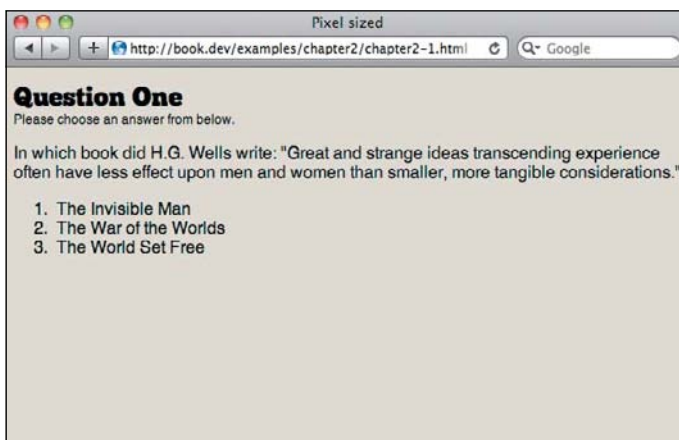 Pixel sized
http://book.dev/examples/chapter2/chapter2-1.html
Google
Question One
Please choose an answer from below.
In which book did H.G. Wells write: "Great and strange ideas transcending experience
often have less effect upon men and women than smaller, more tangible considerations."
1. The Invisible Man
2. The War of the Worlds
3. The World Set Free